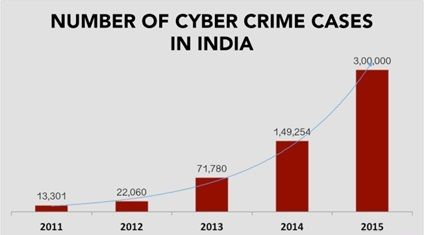 NUMBER OF CYBER CRIME CASES
IN INDIA
3,00,000
1,49,254
71,780
22,060
13,301
2011 2012 2013 2014 2015